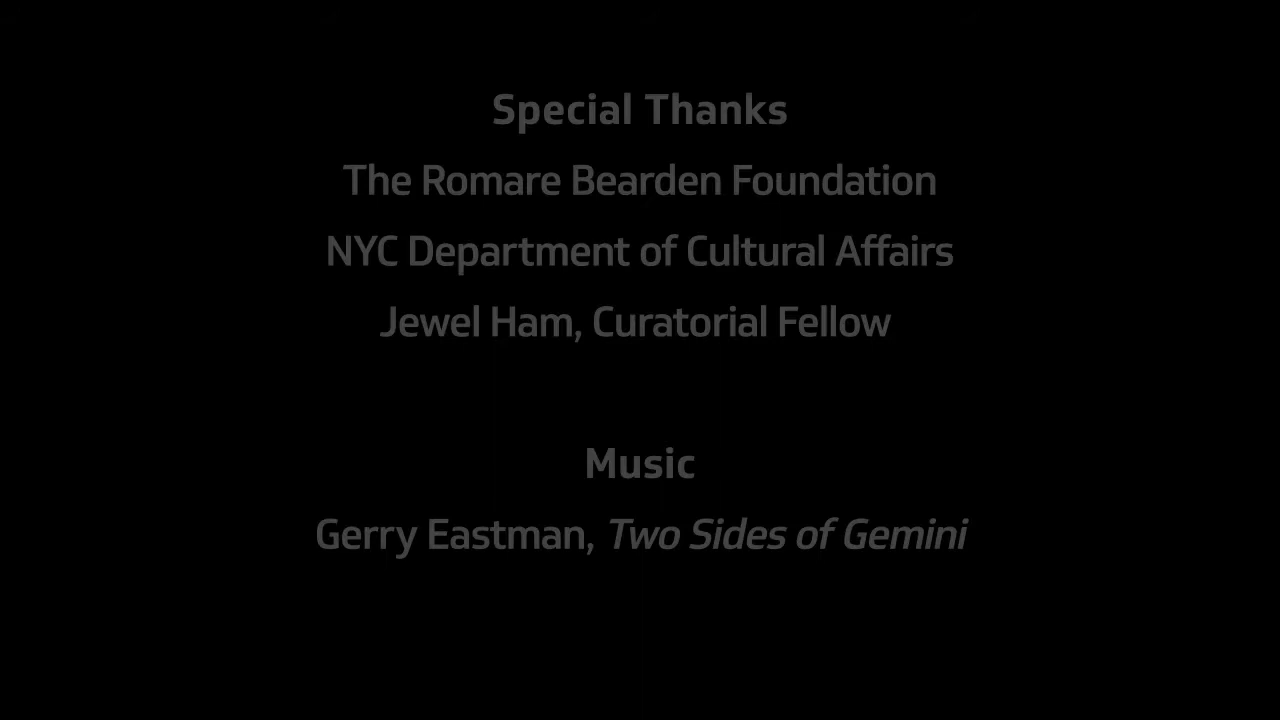 Special Thanks
The Romare Bearden Foundation
NYC Department of Cultural Affairs
Jewel Ham, Curatorial Fellow
Music
Gerry Eastman, Two Sides of Gemini